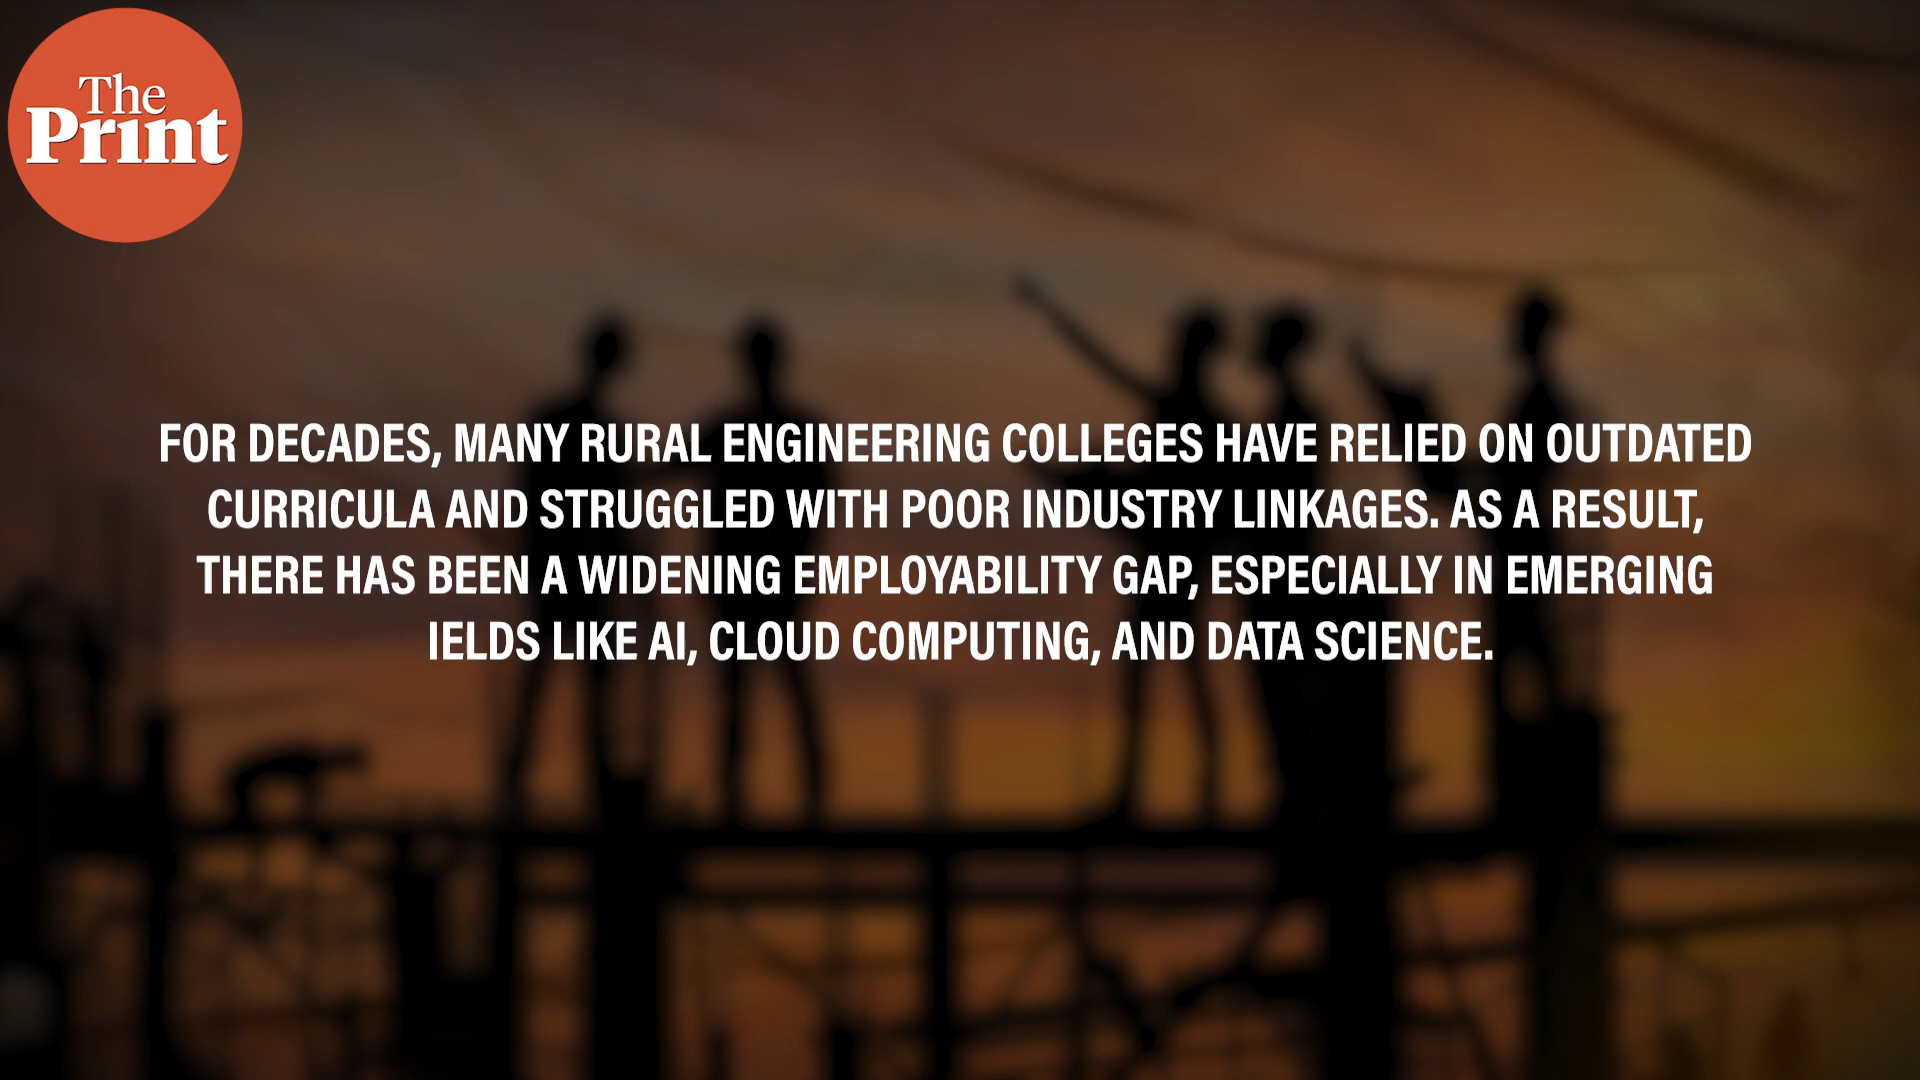 The
Print
FOR DECADES, MANY RURAL ENGINEERING COLLEGES HAVE RELIED ON OUTDATED
CURRICULA AND STRUGGLED WITH POOR INDUSTRY LINKAGES. AS A RESULT,
THERE HAS BEEN A WIDENING EMPLOYABILITY GAP, ESPECIALLY IN EMERGING
IELDS LIKE AI, CLOUD COMPUTING, AND DATA SCIENCE.